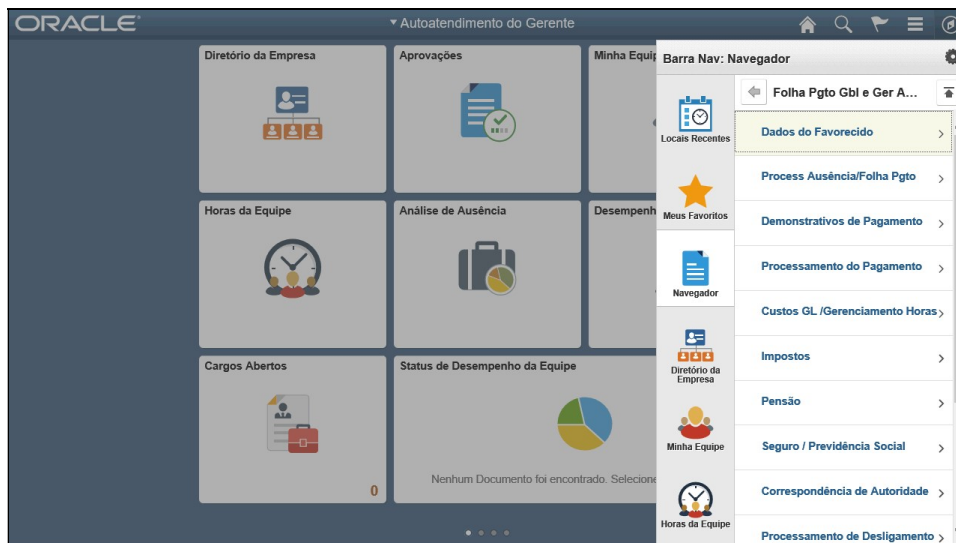 ORACLE
Autoatendimento do Gerente
Diretório da Empresa
Aprovações
Minha Equip
Horas da Equipe
Análise de Ausência
Desempenh
Cargos Abertos
0
Status de Desempenho da Equipe
Nenhum Documento foi encontrado. Selecione
Barra Nav: Navegador
Locais Recentes
Meus Favoritos
Navegador
Diretório da
Empresa
Minha Equipe
Horas da Equipe
Folha Pgto Gbl e Ger A...
Dados do Favorecido
Process Ausência/Folha Pgto
Demonstrativos de Pagamento
Processamento do Pagamento
Custos GL /Gerenciamento Horas
Impostos
Pensão
Seguro / Previdência Social
Correspondência de Autoridade
Processamento de Desligamento